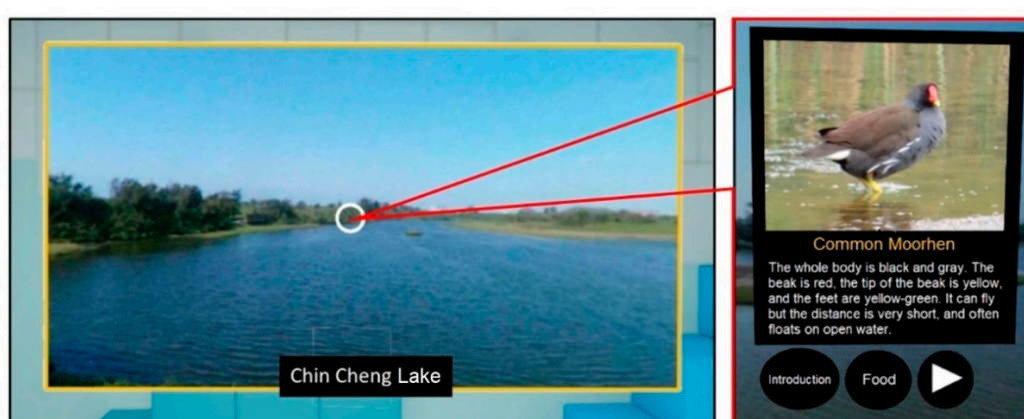 Chin Cheng Lake
Common Moorhen
The whole body is black and gray. The
beak is red, the tip of the beak is yellow,
and the feet are yellow-green. It can fly
but the distance is very short, and often
floats on open water.
Introduction
Food